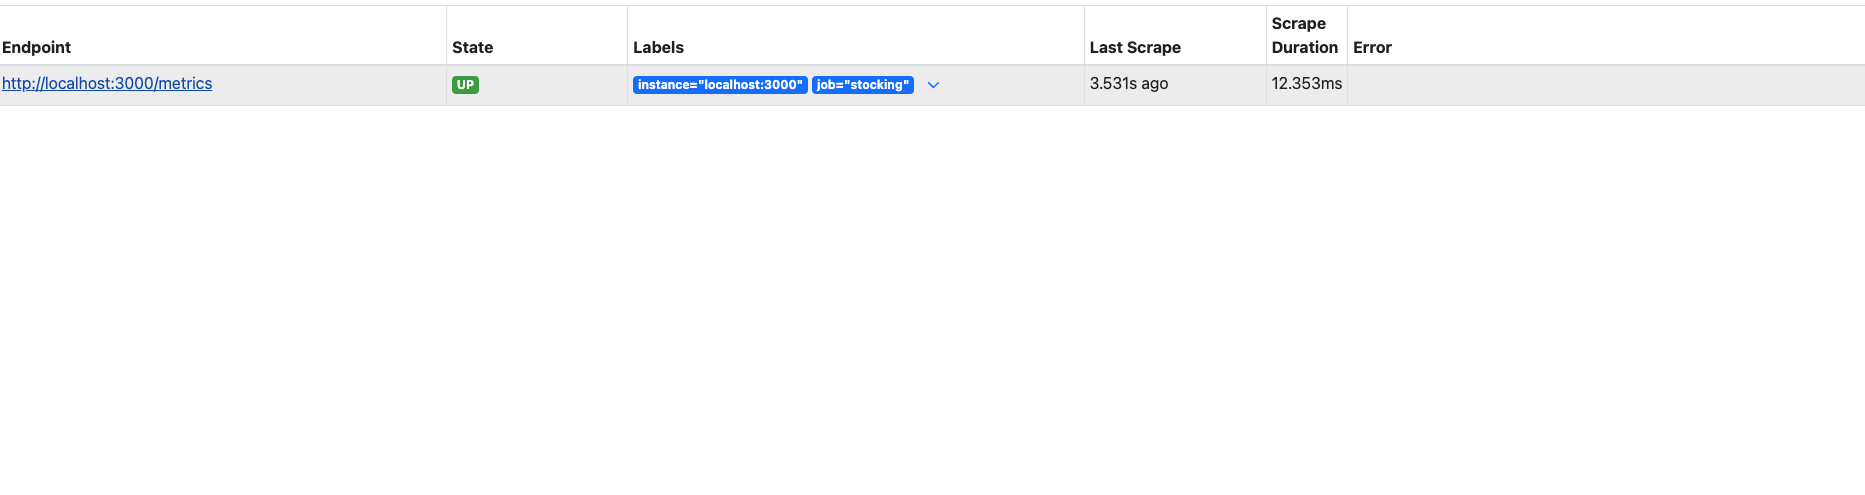 Endpoint State Labels Last Scrape Scrape Duration Error
http://localhost:3000/metrics UP instance="localhost:3000" job="stocking" 3.531s ago 12.353ms